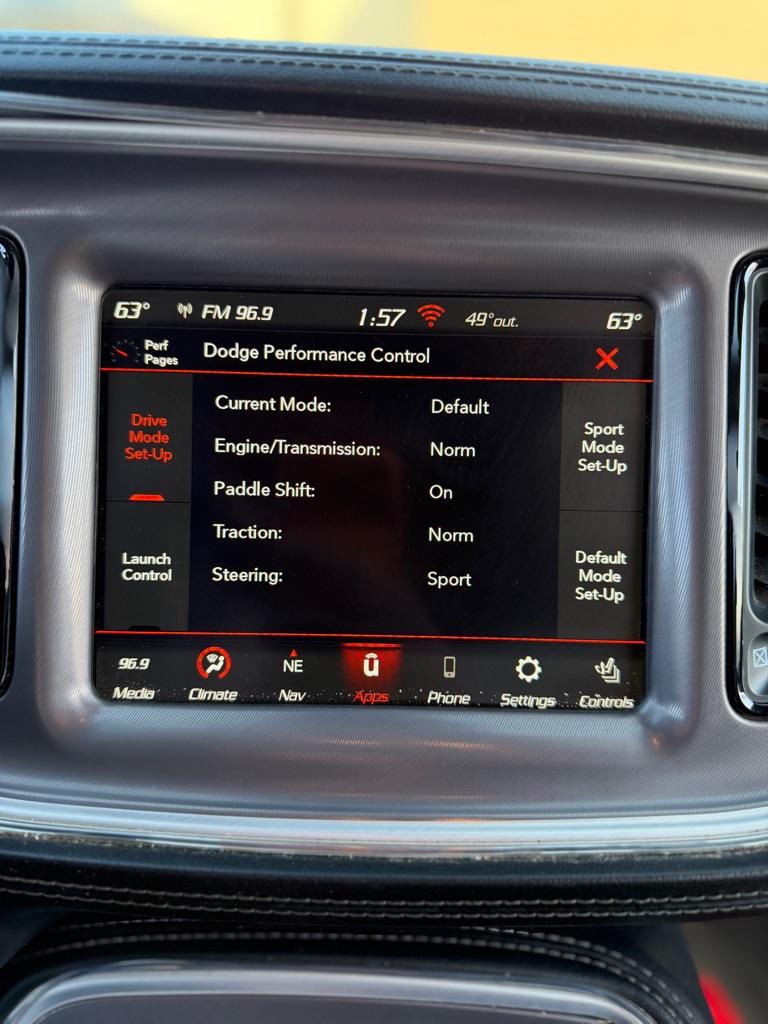 63° FM 96.9 1:57 49°out. 63°
Perf
Pages
Dodge Performance Control
Drive
Mode
Set-Up
Launch
Control
Current Mode: Default
Engine/Transmission: Norm
Paddle Shift: On
Traction: Norm
Steering: Sport
Sport
Mode
Set-Up
Default
Mode
Set-Up
96.9 NE
Media Climate Nav Apps Phone Settings Controls